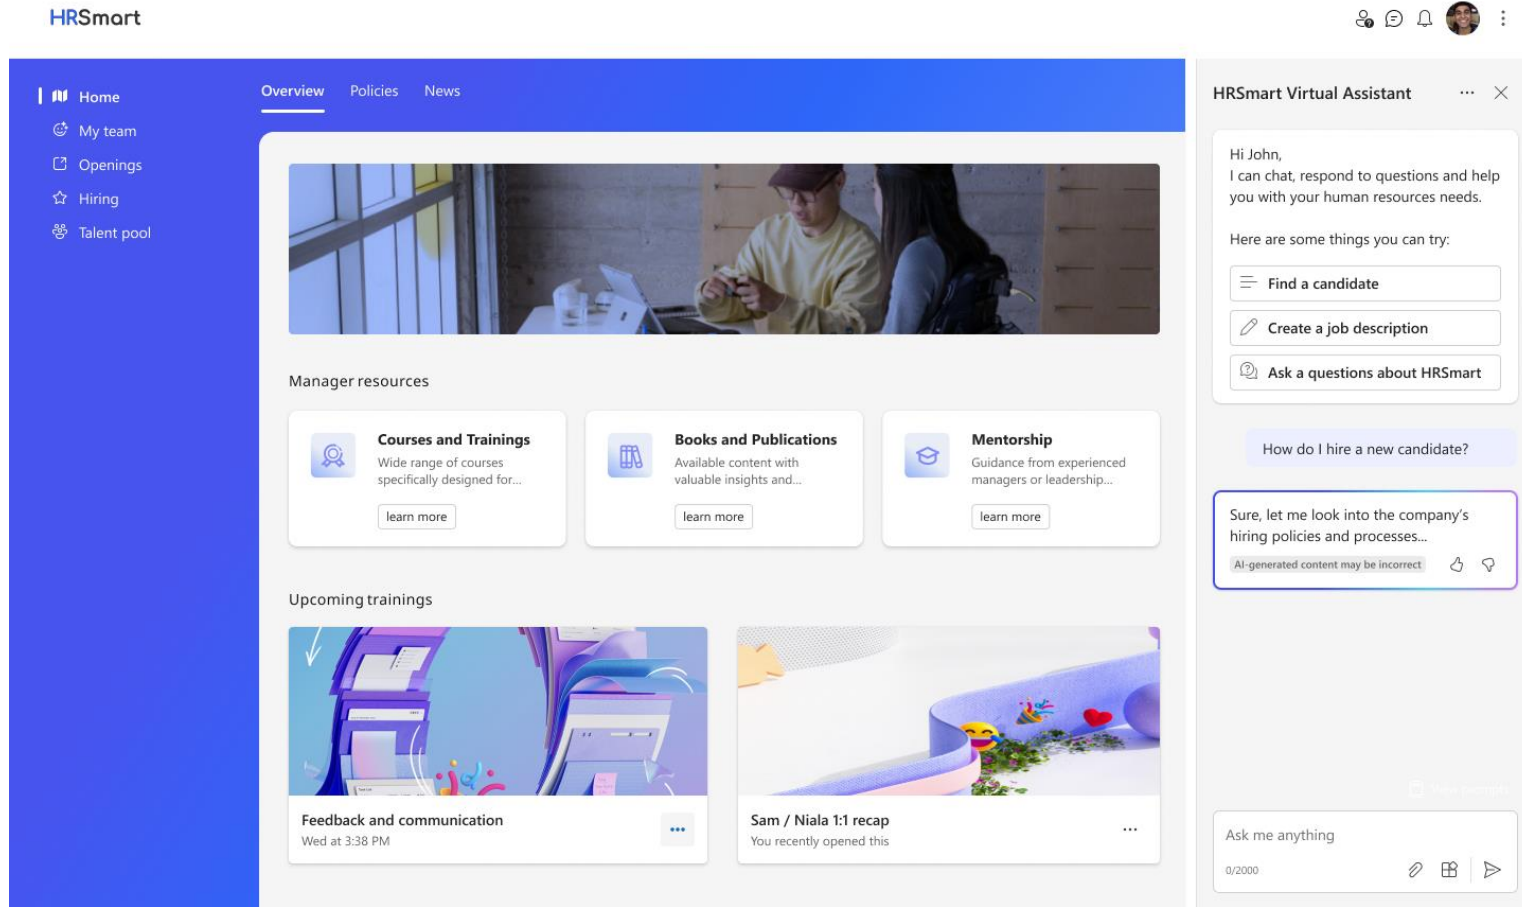 HRSmart
Home
My team
Openings
Hiring
Talent pool
Overview Policies News
Manager resources
Courses and Trainings
Wide range of courses
specifically designed for...
learn more
Books and Publications
Available content with
valuable insights and...
learn more
Mentorship
Guidance from experienced
managers or leadership...
learn more
Upcoming trainings
Feedback and communication
Wed at 3:38 PM
Sam / Niala 1:1 recap
You recently opened this
HRSmart Virtual Assistant
Hi John,
I can chat, respond to questions and help
you with your human resources needs.
Here are some things you can try:
Find a candidate
Create a job description
Ask a questions about HRSmart
How do I hire a new candidate?
Sure, let me look into the company's
hiring policies and processes...
AI-generated content may be incorrect
Ask me anything
0/2000